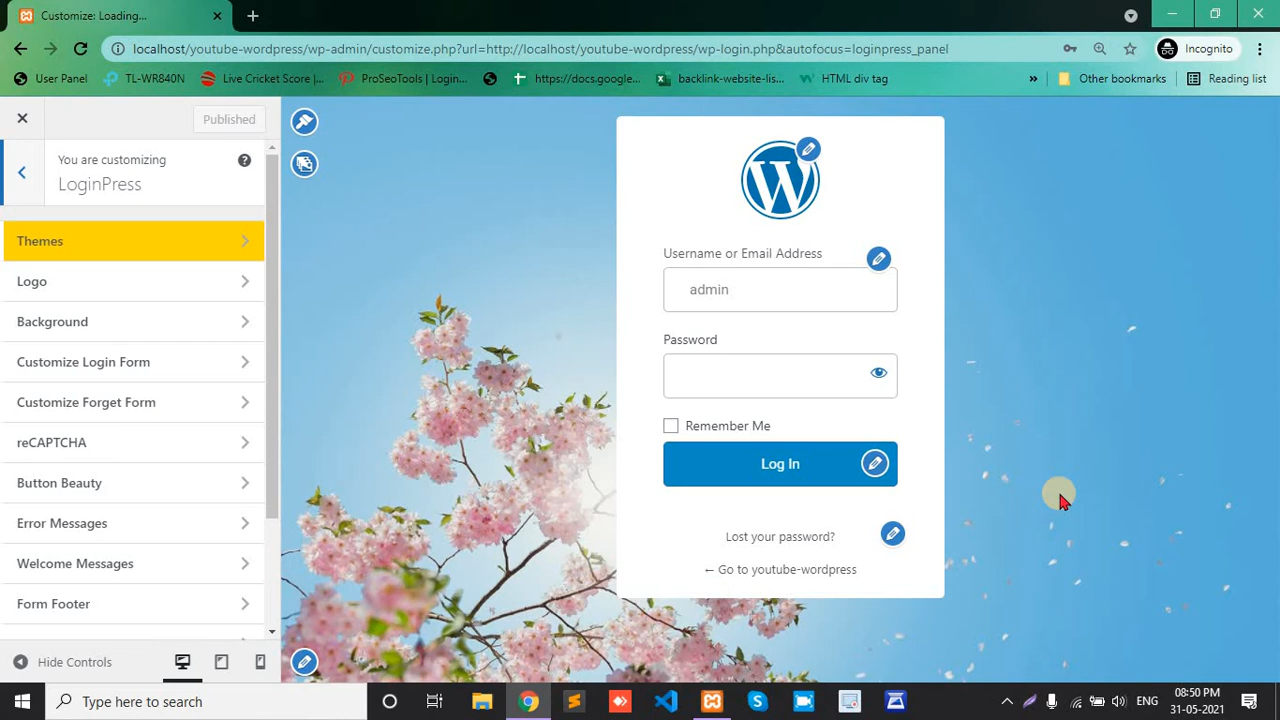 Customize: Loading...
Incognito
localhost/youtube-wordpress/wp-admin/customize.php?url=http://localhost/youtube-wordpress/wp-login.php&autofocus=loginpress_panel
User Panel
TL-WR840N
Live Cricket Score |...
ProSeoTools | Login...
https://docs.google...
backlink-website-lis...
HTML div tag
»
Other bookmarks
Reading list
Published
You are customizing
LoginPress
Themes
Logo
Background
Customize Login Form
Customize Forget Form
reCAPTCHA
Button Beauty
Error Messages
Welcome Messages
Form Footer
Hide Controls
Username or Email Address
admin
Password
Remember Me
Log In
Lost your password?
← Go to youtube-wordpress
Type here to search
ENG
08:50 PM
31-05-2021